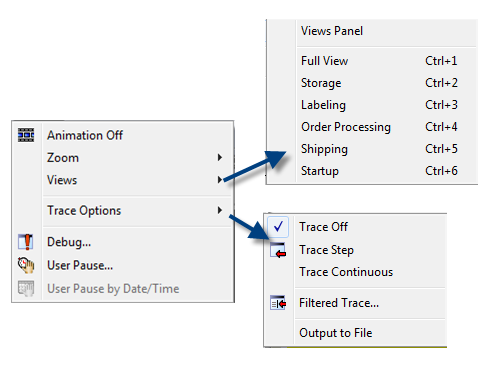 Views Panel
Full View Ctrl+1
Storage Ctrl+2
Labeling Ctrl+3
Order Processing Ctrl+4
Shipping Ctrl+5
Startup Ctrl+6
Animation Off
Zoom
Views
Trace Options
Debug...
User Pause...
User Pause by Date/Time
Trace Off
Trace Step
Trace Continuous
Filtered Trace...
Output to File